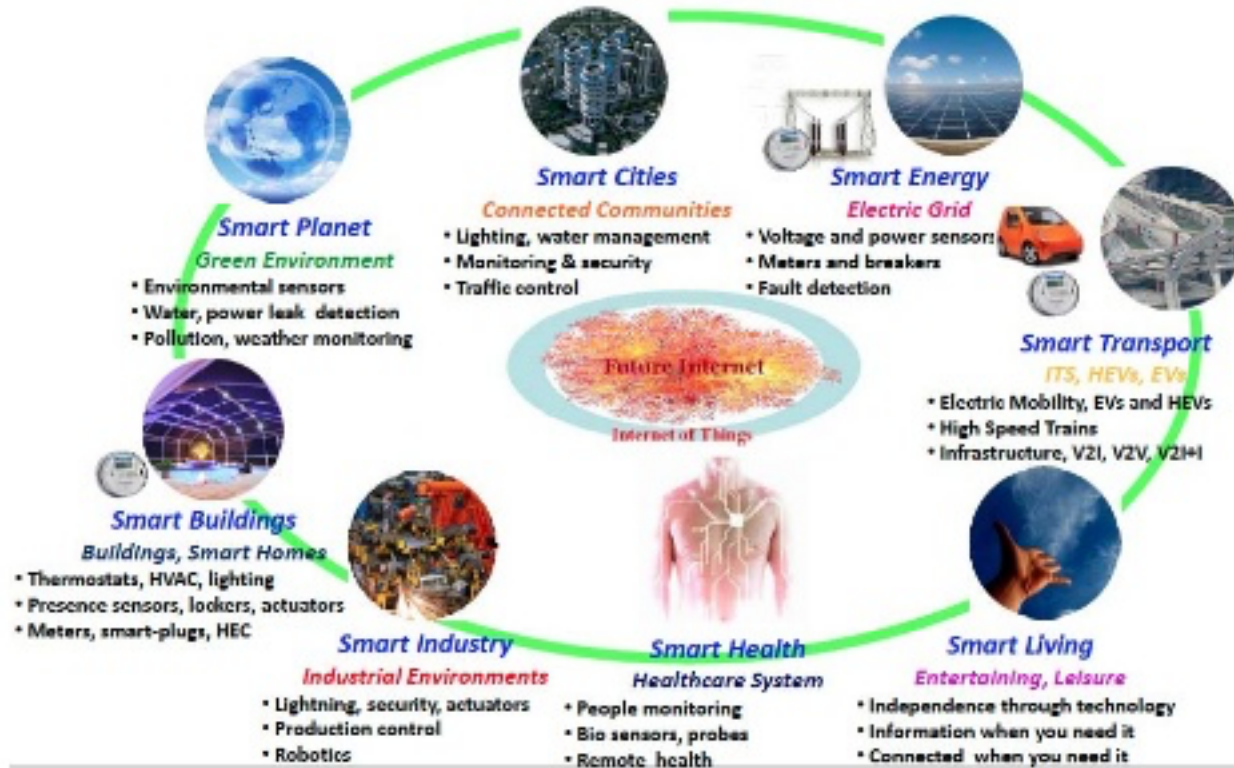 Smart Planet
Green Environment
• Environmental sensors
• Water, power leak detection
• Pollution, weather monitoring
Smart Cities
Connected Communities
• Lighting, water management
• Monitoring & security
• Traffic control
Smart Energy
Electric Grid
• Voltage and power sensors
• Meters and breakers
• Fault detection
Smart Transport
ITS, HEVs, EVs
• Electric Mobility, EVs and HEVs
• High Speed Trains
• Infrastructure, V2I, V2V, V2I+I
Future Internet
Internet of Things
Smart Buildings
Buildings, Smart Homes
• Thermostats, HVAC, lighting
• Presence sensors, lockers, actuators
• Meters, smart-plugs, HEC
Smart Industry
Industrial Environments
• Lightning, security, actuators
• Production control
• Robotics
Smart Health
Healthcare System
• People monitoring
• Bio sensors, probes
• Remote health
Smart Living
Entertaining, Leisure
• Independence through technology
• Information when you need it
• Connected when you need it